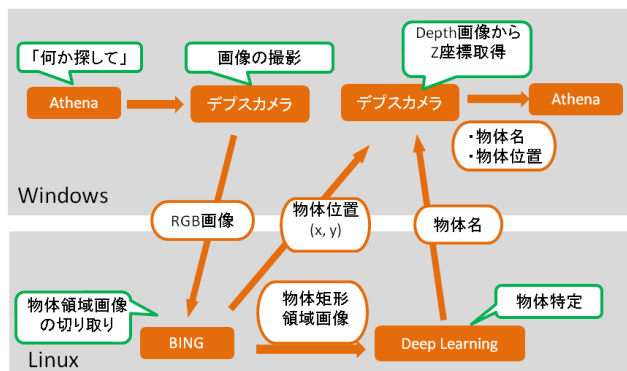 Depth画像から
Z座標取得
「何か探して」
画像の撮影
Athena
デプスカメラ
デプスカメラ
Athena
・物体名
・物体位置
Windows
RGB画像
物体位置
(x, y)
物体名
物体領域画像
の切り取り
物体矩形
領域画像
物体特定
BING
Deep Learning
Linux